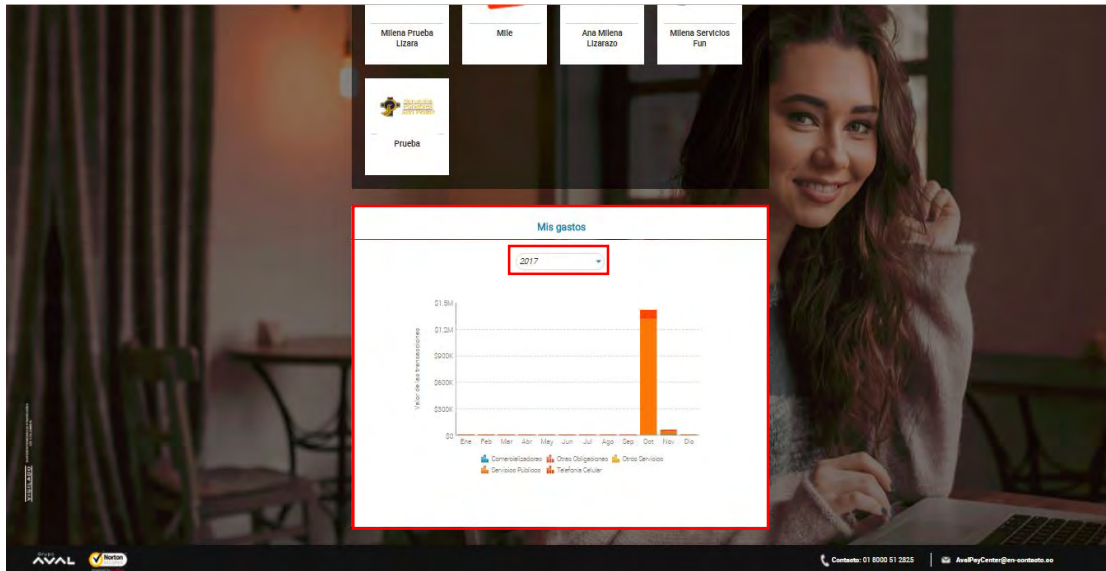 Milena Prueba
Lizara
Mile
Ana Milena
Lizarazo
Milena Servicios
Fun
Prueba
Mis gastos
2017
Valor de las transacciones
$1.5M
$1.2M
$900K
$600K
$300K
$0
Ene Feb Mar Abr May Jun Jul Ago Sep Oct Nov Dic
Comercializadores Otras Obligaciones Otros Servicios
Servicios Públicos Telefonía Celular
VIGILADO
Grupo
AVAL
Norton
Contacto: 01 8000 51 2825
AvalPayCenter@en-contacto.co